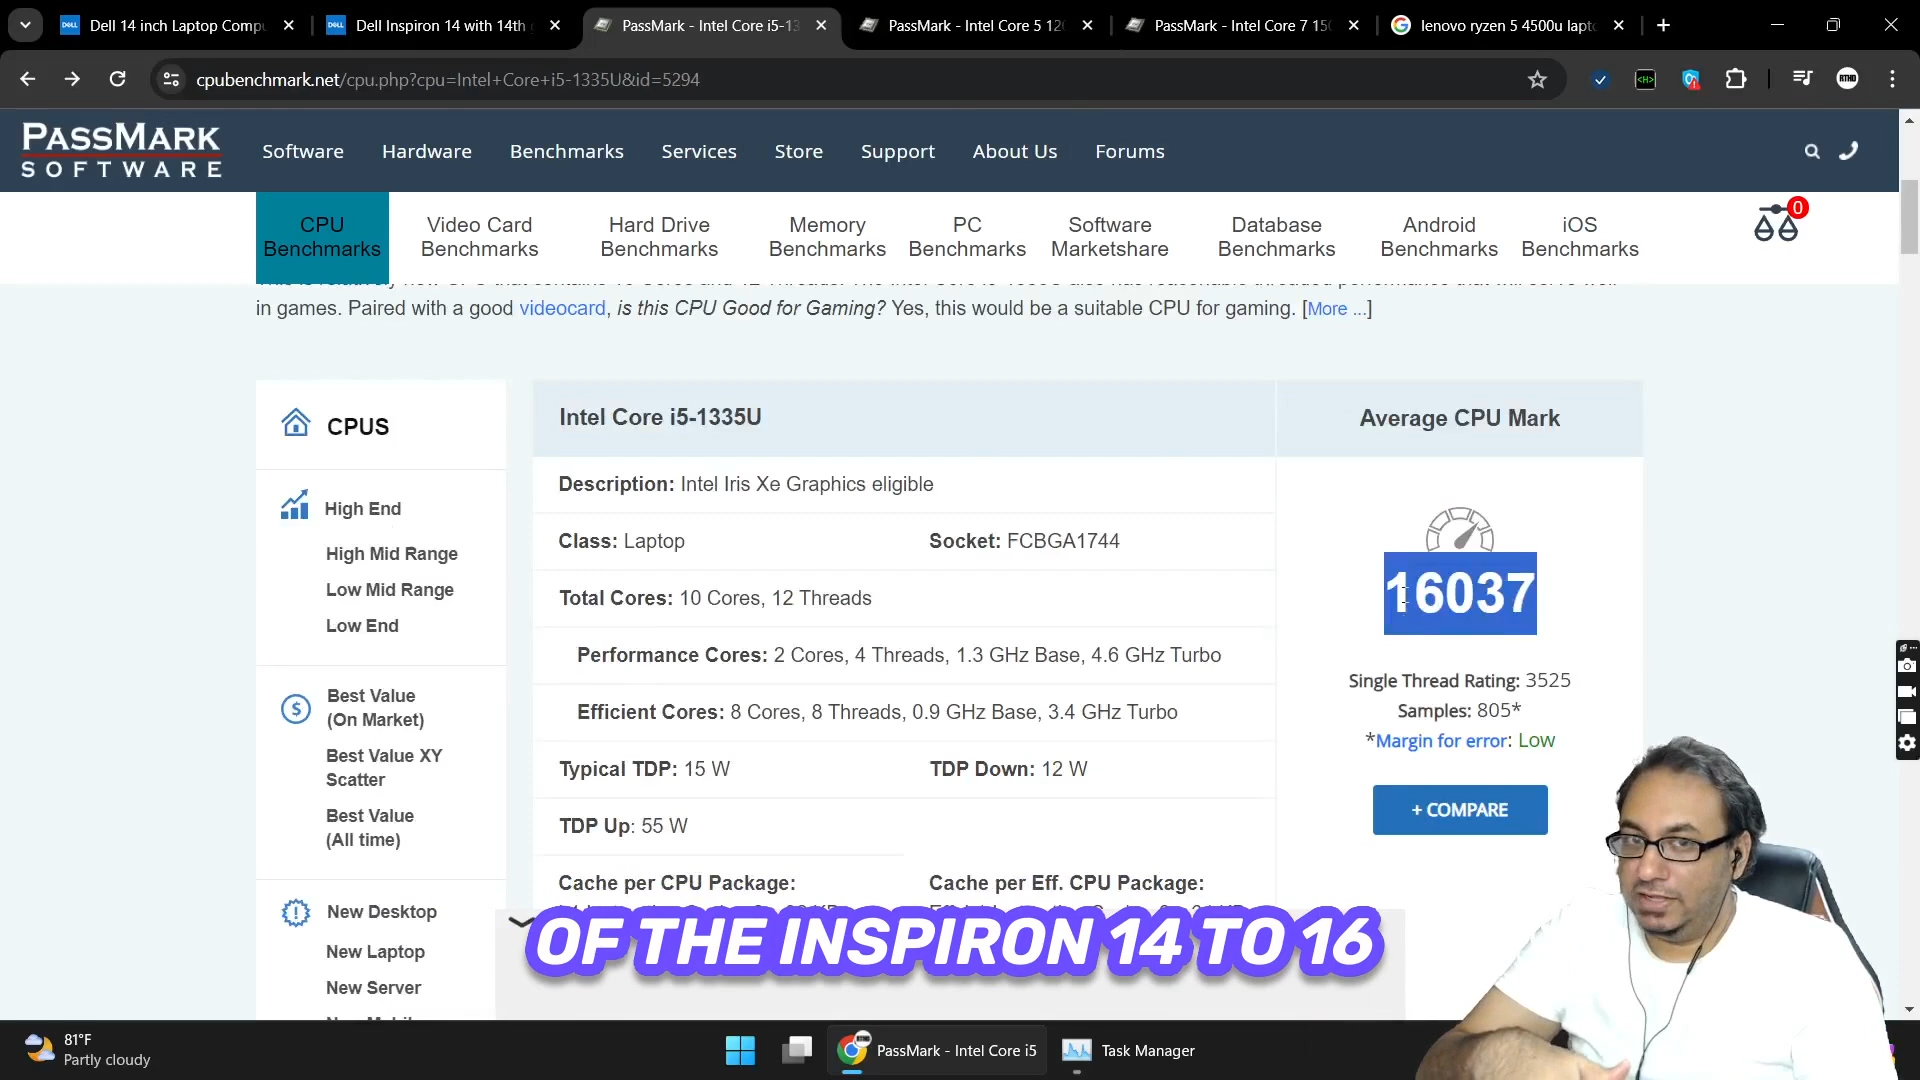 Dell 14 inch Laptop Compu
Dell Inspiron 14 with 14th g
PassMark - Intel Core i5-13
PassMark - Intel Core 5 120
PassMark - Intel Core 7 150
lenovo ryzen 5 4500u lapto
cpubenchmark.net/cpu.php?cpu=Intel+Core+i5-1335U&id=5294
PASSMARK
SOFTWARE
Software
Hardware
Benchmarks
Services
Store
Support
About Us
Forums
CPU
Benchmarks
Video Card
Benchmarks
Hard Drive
Benchmarks
Memory
Benchmarks
PC
Benchmarks
Software
Marketshare
Database
Benchmarks
Android
Benchmarks
iOS
Benchmarks
0
in games. Paired with a good videocard, is this CPU Good for Gaming? Yes, this would be a suitable CPU for gaming. [More ...]
CPUS
High End
High Mid Range
Low Mid Range
Low End
Best Value
(On Market)
Best Value XY
Scatter
Best Value
(All time)
New Desktop
New Laptop
New Server
Intel Core i5-1335U
Description: Intel Iris Xe Graphics eligible
Class: Laptop
Socket: FCBGA1744
Total Cores: 10 Cores, 12 Threads
Performance Cores: 2 Cores, 4 Threads, 1.3 GHz Base, 4.6 GHz Turbo
Efficient Cores: 8 Cores, 8 Threads, 0.9 GHz Base, 3.4 GHz Turbo
Typical TDP: 15 W
TDP Down: 12 W
TDP Up: 55 W
Cache per CPU Package:
Cache per Eff. CPU Package:
Average CPU Mark
16037
Single Thread Rating: 3525
Samples: 805*
*Margin for error: Low
+ COMPARE
OF THE INSPIRON 14 TO 16
81°F
Partly cloudy
PassMark - Intel Core i5
Task Manager